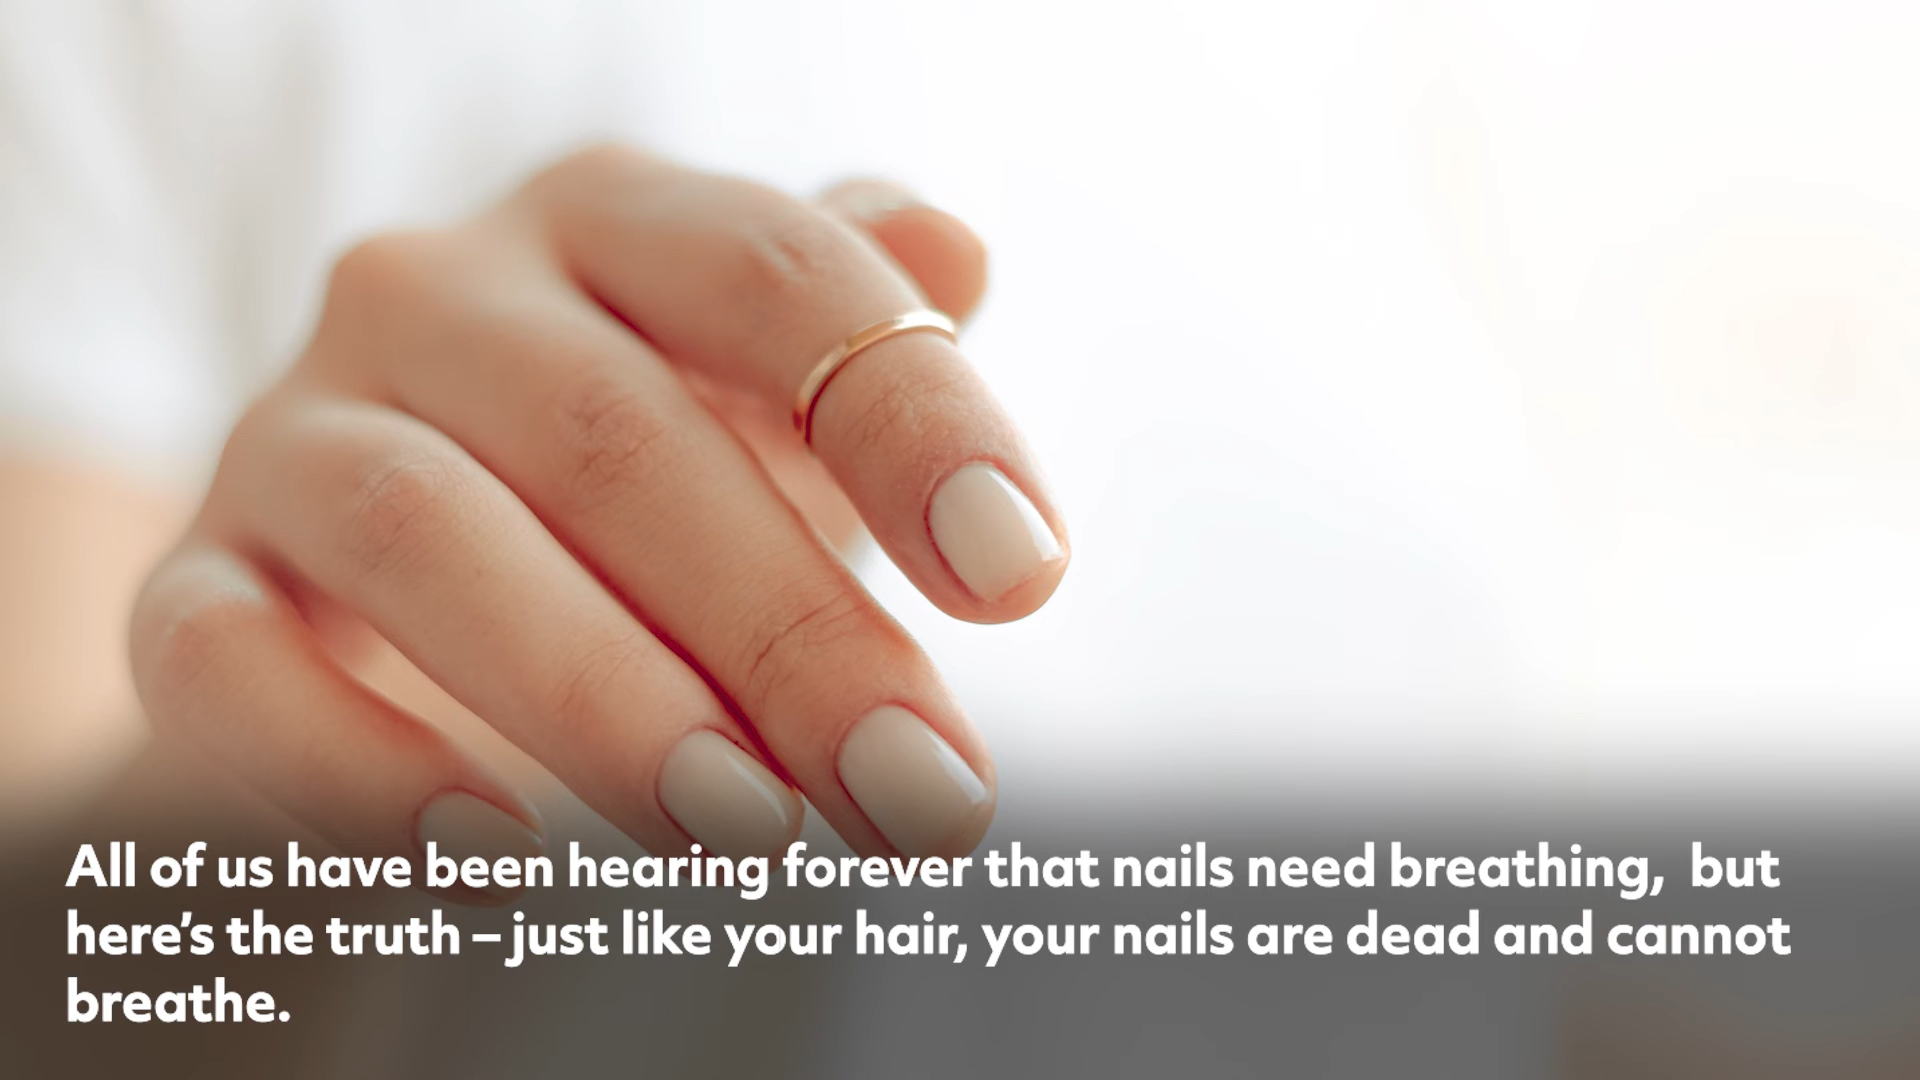 All of us have been hearing forever that nails need breathing,  but
here’s the truth – just like your hair, your nails are dead and cannot
breathe.